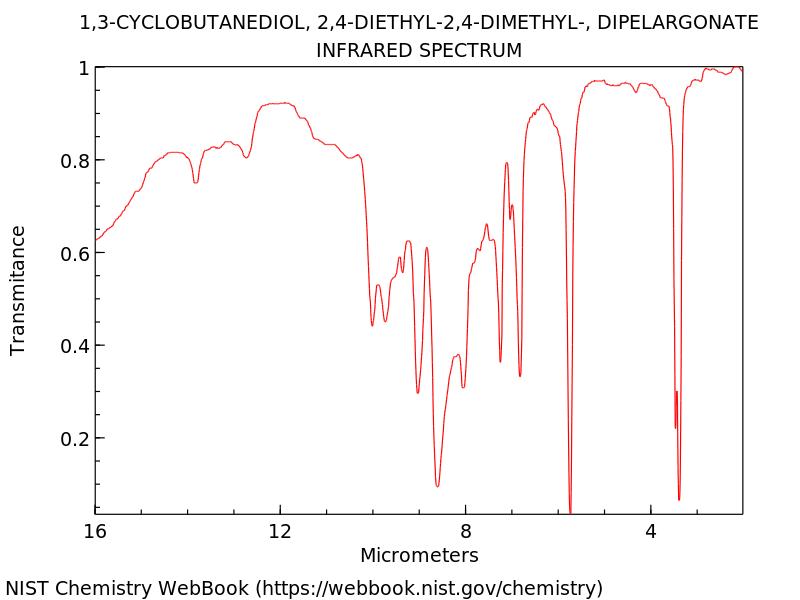 1,3-CYCLOBUTANEDIOL, 2,4-DIETHYL-2,4-DIMETHYL-, DIPELARGONATE
INFRARED SPECTRUM
1
0.8
0.6
0.4
0.2
Transmitance
16
12
8
4
Micrometers
NIST Chemistry WebBook (https://webbook.nist.gov/chemistry)